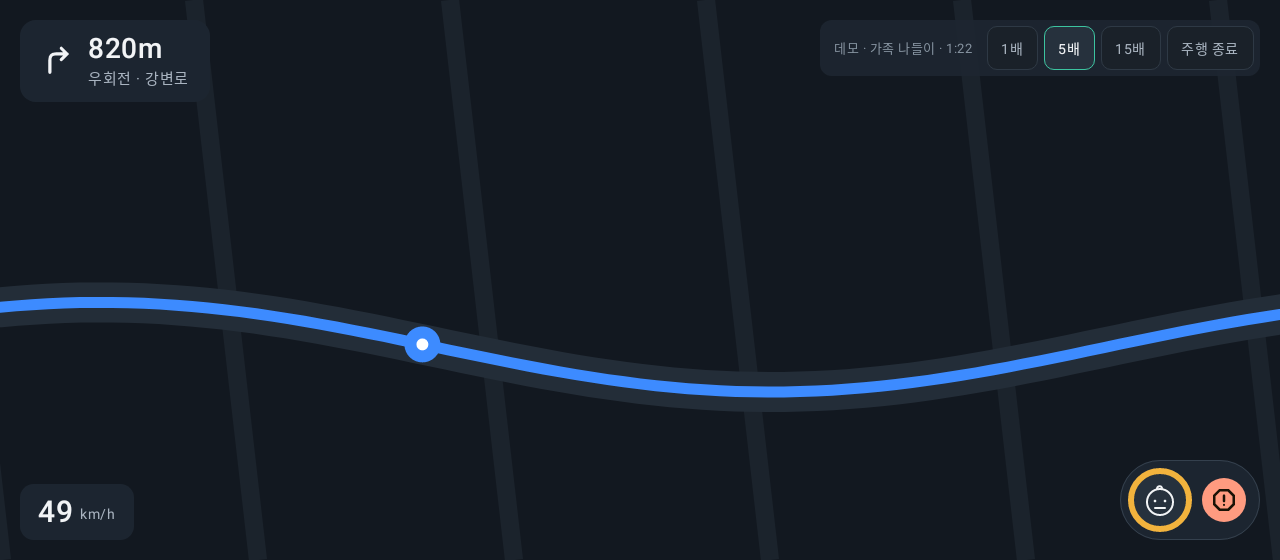 820m
우회전 · 강변로
데모 · 가족 나들이 · 1:22
1배
5배
15배
주행 종료
49 km/h